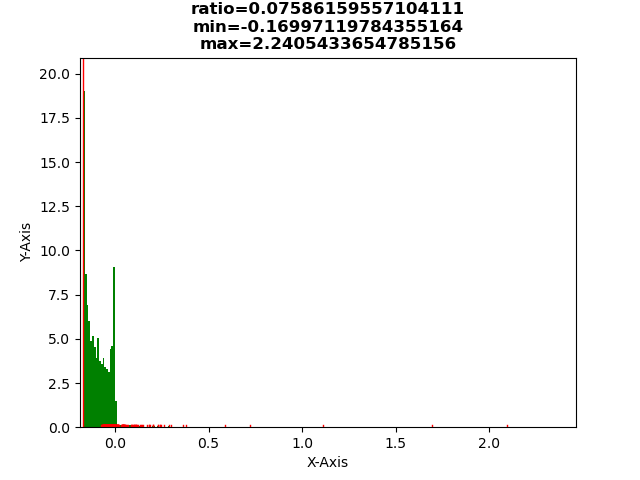 ratio=0.07586159557104111
min=-0.16997119784355164
max=2.2405433654785156
20.0
17.5
15.0
12.5
10.0
7.5
5.0
2.5
0.0
Y-Axis
0.0 0.5 1.0 1.5 2.0
X-Axis